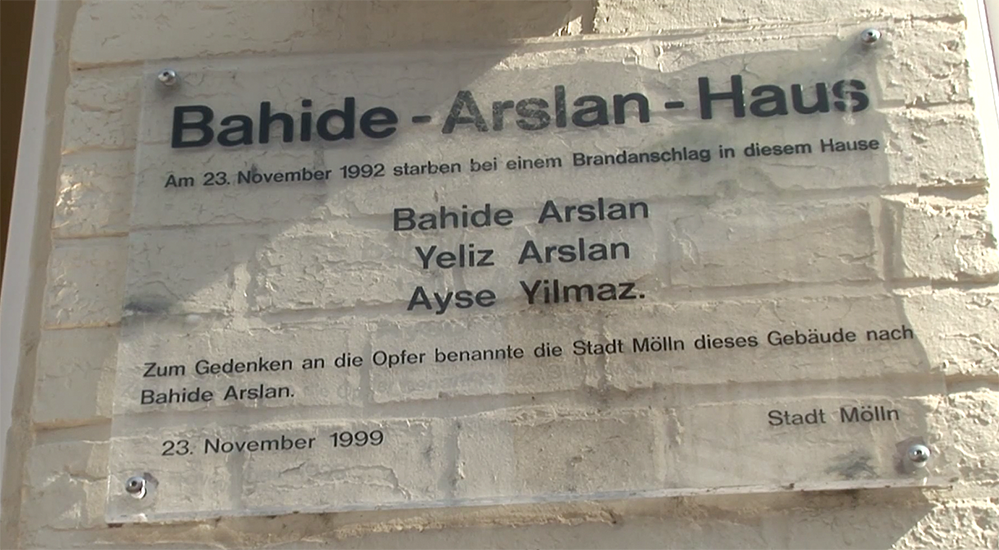 Bahide - Arslan - Haus
Am 23. November 1992 starben bei einem Brandanschlag in diesem Hause
Bahide Arslan
Yeliz Arslan
Ayse Yilmaz.
Zum Gedenken an die Opfer benannte die Stadt Mölln dieses Gebäude nach
Bahide Arslan.
23. November 1999
Stadt Mölln